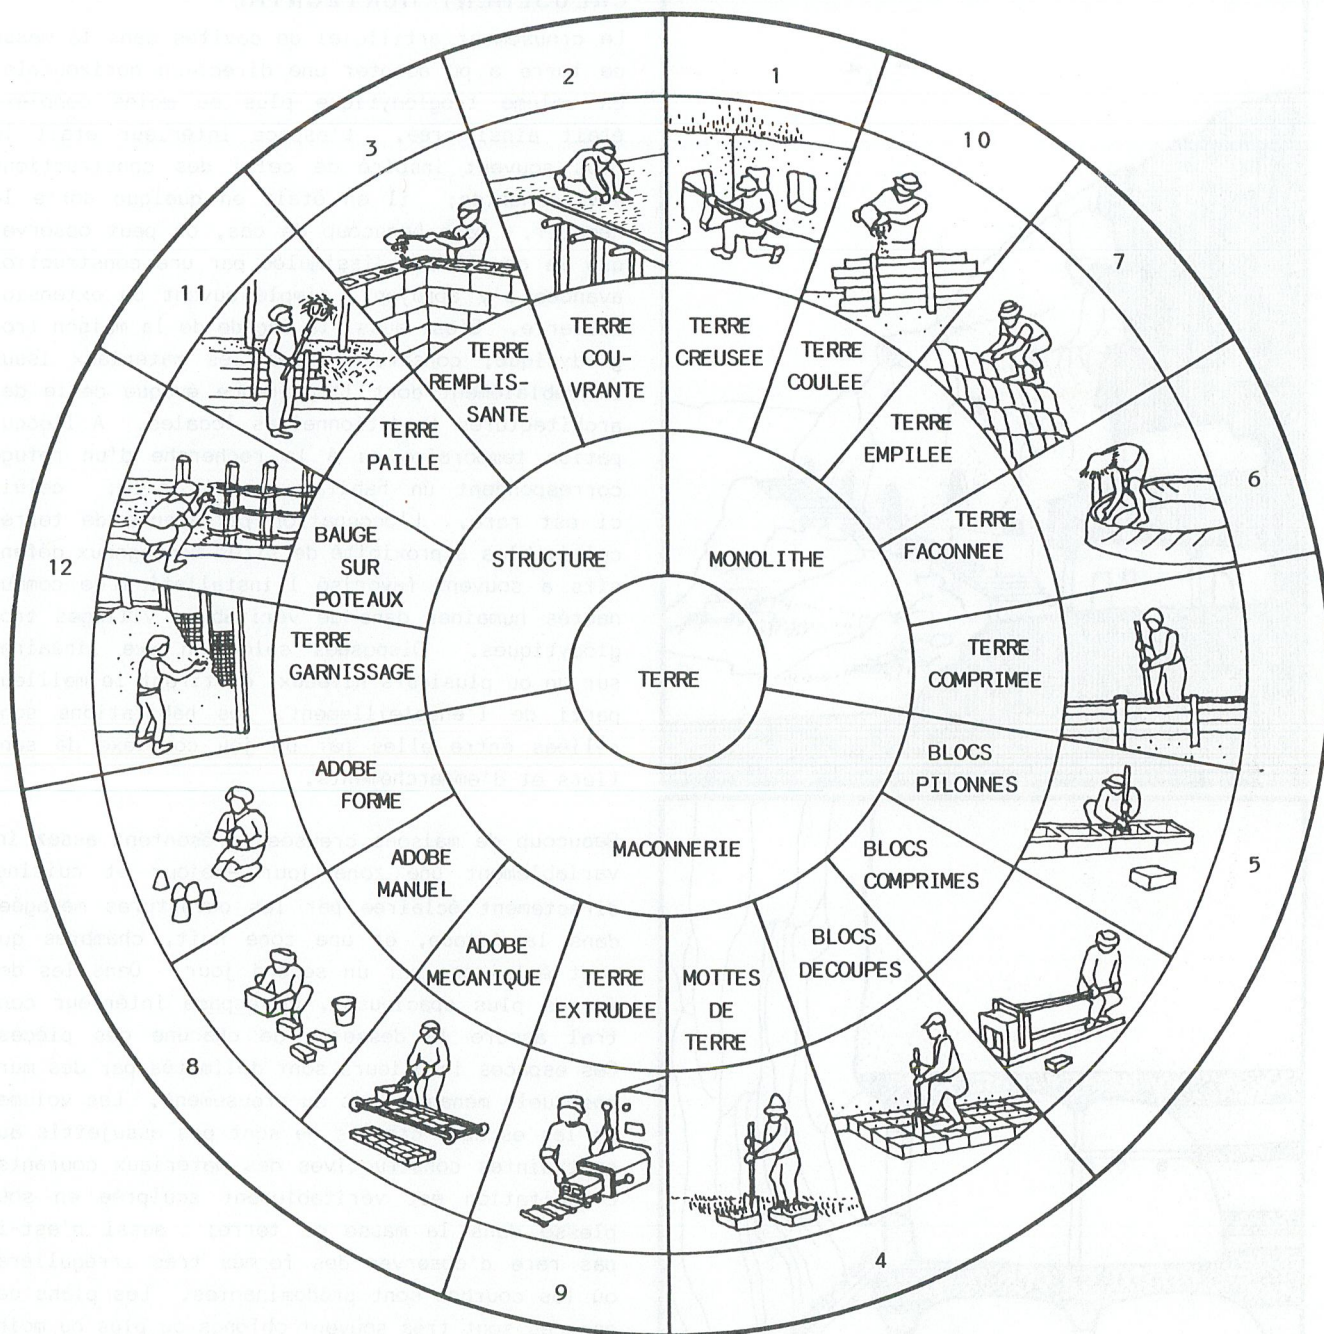 2
1
10
7
6
5
4
9
8
12
11
3
TERRE
COU-
VRANTE
TERRE
CREUSEE
TERRE
COULEE
TERRE
EMPILEE
TERRE
FACONNEE
TERRE
COMPRIMEE
BLOCS
PILONNES
BLOCS
COMPRIMES
BLOCS
DECOUPES
MOTTES
DE
TERRE
TERRE
EXTRUDEE
ADOBE
MECANIQUE
ADOBE
MANUEL
ADOBE
FORME
TERRE
GARNISSAGE
BAUGE
SUR
POTEAUX
TERRE
PAILLE
TERRE
REMPLIS-
SANTE
STRUCTURE
MONOLITHE
MACONNERIE
TERRE